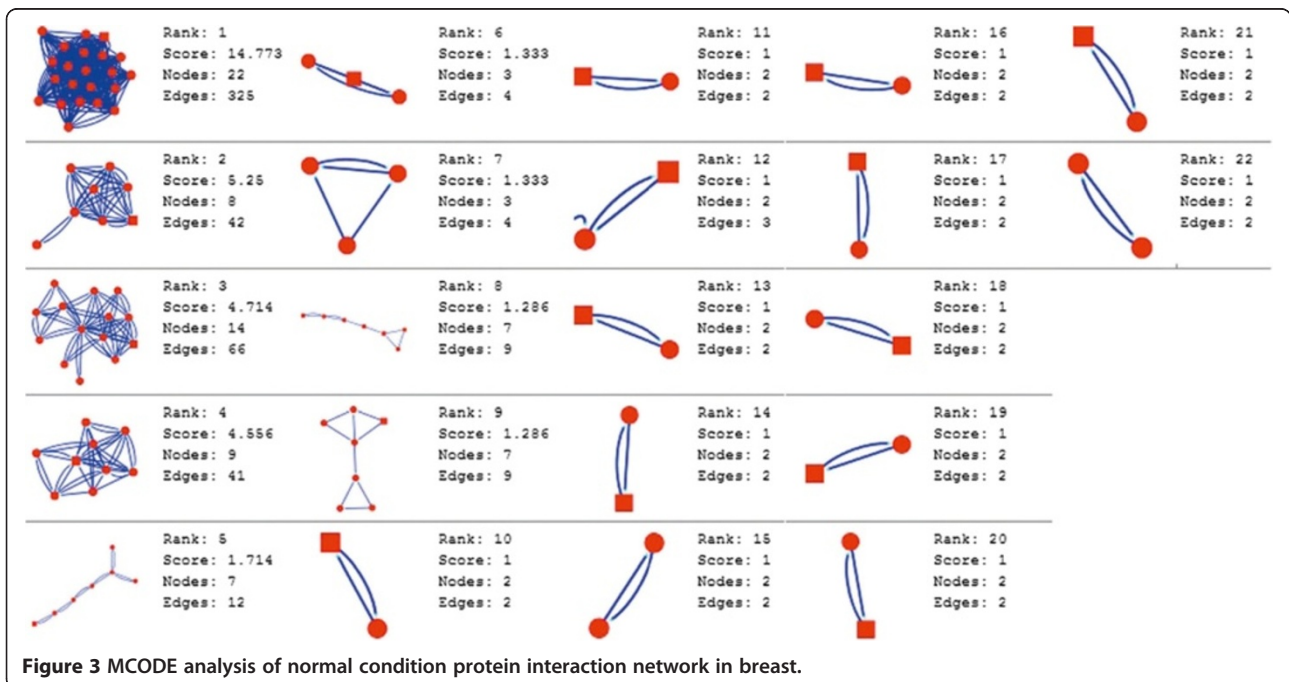 Rank: 1
Score: 14.773
Nodes: 22
Edges: 325
Rank: 6
Score: 1.333
Nodes: 3
Edges: 4
Rank: 11
Score: 1
Nodes: 2
Edges: 2
Rank: 16
Score: 1
Nodes: 2
Edges: 2
Rank: 21
Score: 1
Nodes: 2
Edges: 2
Rank: 2
Score: 5.25
Nodes: 8
Edges: 42
Rank: 7
Score: 1.333
Nodes: 3
Edges: 4
Rank: 12
Score: 1
Nodes: 2
Edges: 3
Rank: 17
Score: 1
Nodes: 2
Edges: 2
Rank: 22
Score: 1
Nodes: 2
Edges: 2
Rank: 3
Score: 4.714
Nodes: 14
Edges: 66
Rank: 8
Score: 1.286
Nodes: 7
Edges: 9
Rank: 13
Score: 1
Nodes: 2
Edges: 2
Rank: 18
Score: 1
Nodes: 2
Edges: 2
Rank: 4
Score: 4.556
Nodes: 9
Edges: 41
Rank: 9
Score: 1.286
Nodes: 7
Edges: 9
Rank: 14
Score: 1
Nodes: 2
Edges: 2
Rank: 19
Score: 1
Nodes: 2
Edges: 2
Rank: 5
Score: 1.714
Nodes: 7
Edges: 12
Rank: 10
Score: 1
Nodes: 2
Edges: 2
Rank: 15
Score: 1
Nodes: 2
Edges: 2
Rank: 20
Score: 1
Nodes: 2
Edges: 2
Figure 3 MCODE analysis of normal condition protein interaction network in breast.